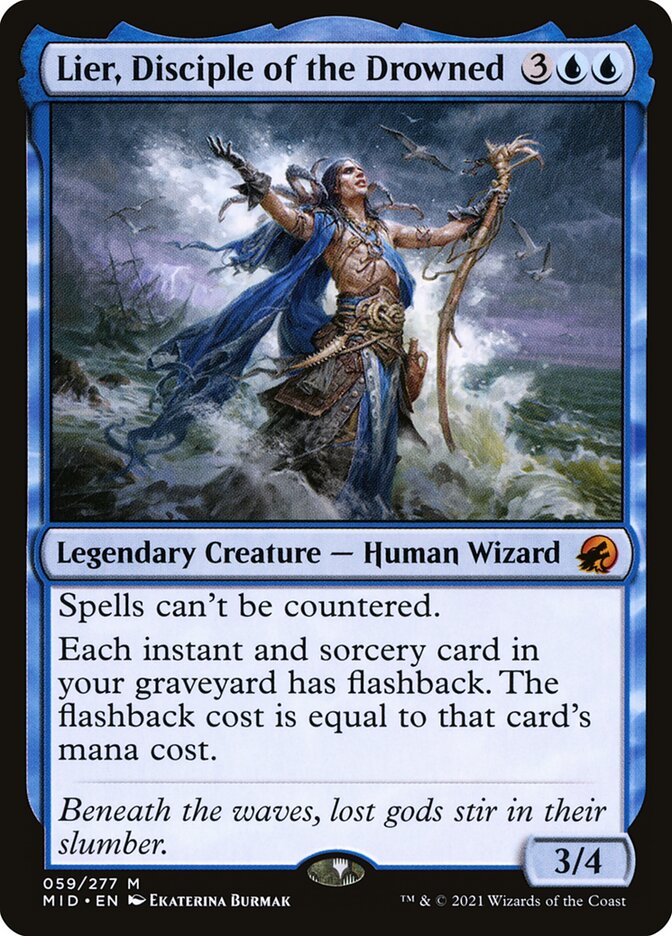 Lier, Disciple of the Drowned 3
Legendary Creature — Human Wizard
Spells can't be countered.
Each instant and sorcery card in
your graveyard has flashback. The
flashback cost is equal to that card's
mana cost.
Beneath the waves, lost gods stir in their
slumber.
3/4
059/277 M
MID • EN Ekaterina Burmak
™ & © 2021 Wizards of the Coast